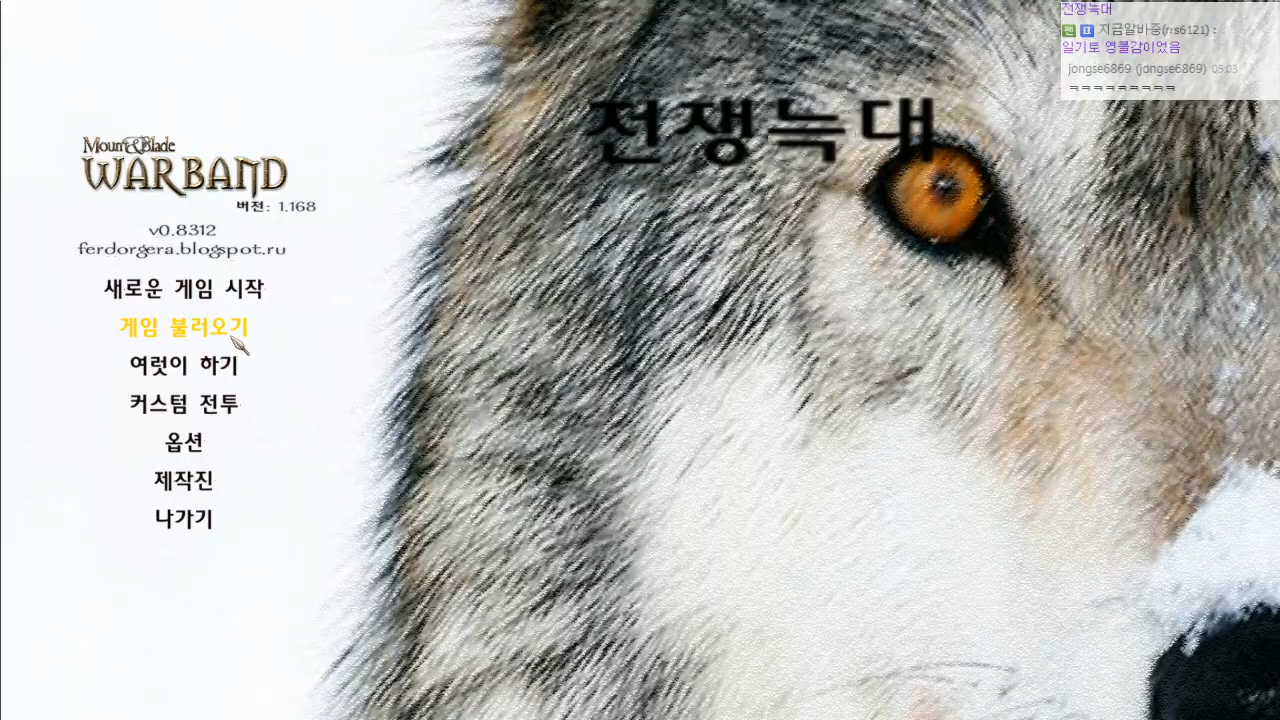 전쟁늑대
Mount&Blade
WARBAND
버전: 1.168
v0.8312
ferdorgera.blogspot.ru
새로운 게임 시작
게임 불러오기
여럿이 하기
커스텀 전투
옵션
제작진
나가기
전쟁늑대
지금알바중(rrs6121) :
일기로 영쿨감이었음
jongse6869 (jongse6869) 05:03
ㅋㅋㅋㅋㅋㅋㅋㅋㅋ